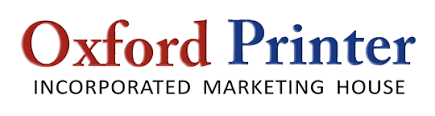 Oxford Printer
INCORPORATED MARKETING HOUSE